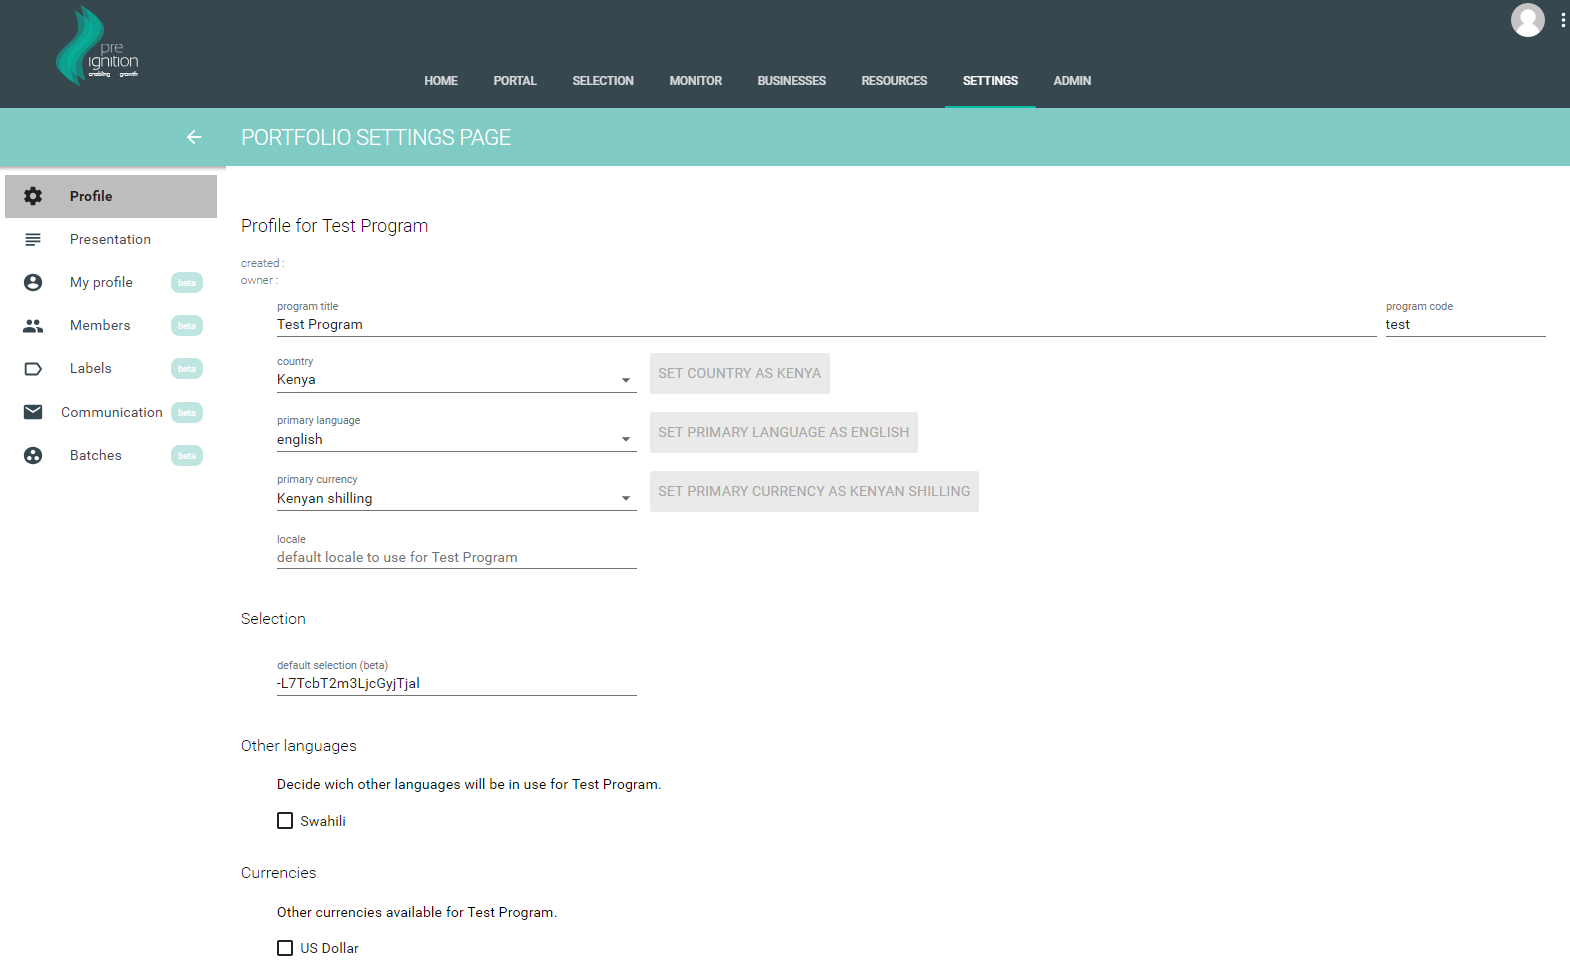 pre
ignition
enabling growth
HOME PORTAL SELECTION MONITOR BUSINESSES RESOURCES SETTINGS ADMIN
PORTFOLIO SETTINGS PAGE
Profile
Presentation
My profile beta
Members beta
Labels beta
Communication beta
Batches beta
Profile for Test Program
created :
owner :
program title
Test Program
program code
test
country
Kenya
SET COUNTRY AS KENYA
primary language
english
SET PRIMARY LANGUAGE AS ENGLISH
primary currency
Kenyan shilling
SET PRIMARY CURRENCY AS KENYAN SHILLING
locale
default locale to use for Test Program
Selection
default selection (beta)
-L7TcbT2m3LjcGyjTjal
Other languages
Decide wich other languages will be in use for Test Program.
Swahili
Currencies
Other currencies available for Test Program.
US Dollar